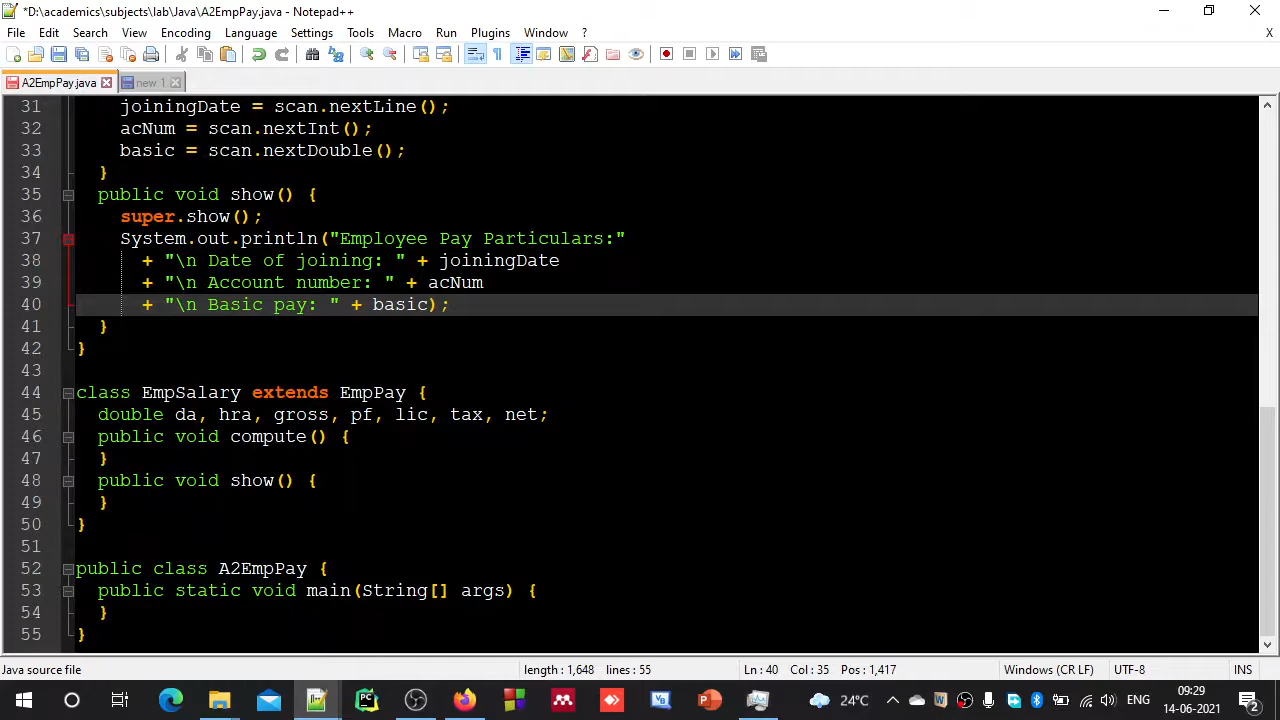 *D:\academics\subjects\lab\Java\A2EmpPay.java - Notepad++
File Edit Search View Encoding Language Settings Tools Macro Run Plugins Window ? X
A2EmpPay.java new 1
31 joiningDate = scan.nextLine();
32 acNum = scan.nextInt();
33 basic = scan.nextDouble();
34 }
35 public void show() {
36 super.show();
37 System.out.println("Employee Pay Particulars:"
38 + "\n Date of joining: " + joiningDate
39 + "\n Account number: " + acNum
40 + "\n Basic pay: " + basic);
41 }
42 }
43
44 class EmpSalary extends EmpPay {
45 double da, hra, gross, pf, lic, tax, net;
46 public void compute() {
47 }
48 public void show() {
49 }
50 }
51
52 public class A2EmpPay {
53 public static void main(String[] args) {
54 }
55 }
Java source file length : 1,648 lines : 55 Ln : 40 Col : 35 Pos : 1,417 Windows (CR LF) UTF-8 INS
24°C ENG 09:29
14-06-2021 2